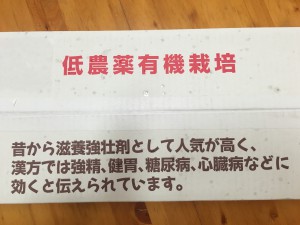 低農薬有機栽培
昔から滋養強壮剤として人気が高く、
漢方では強精、健胃、糖尿病、心臓病などに
効くと伝えられています。